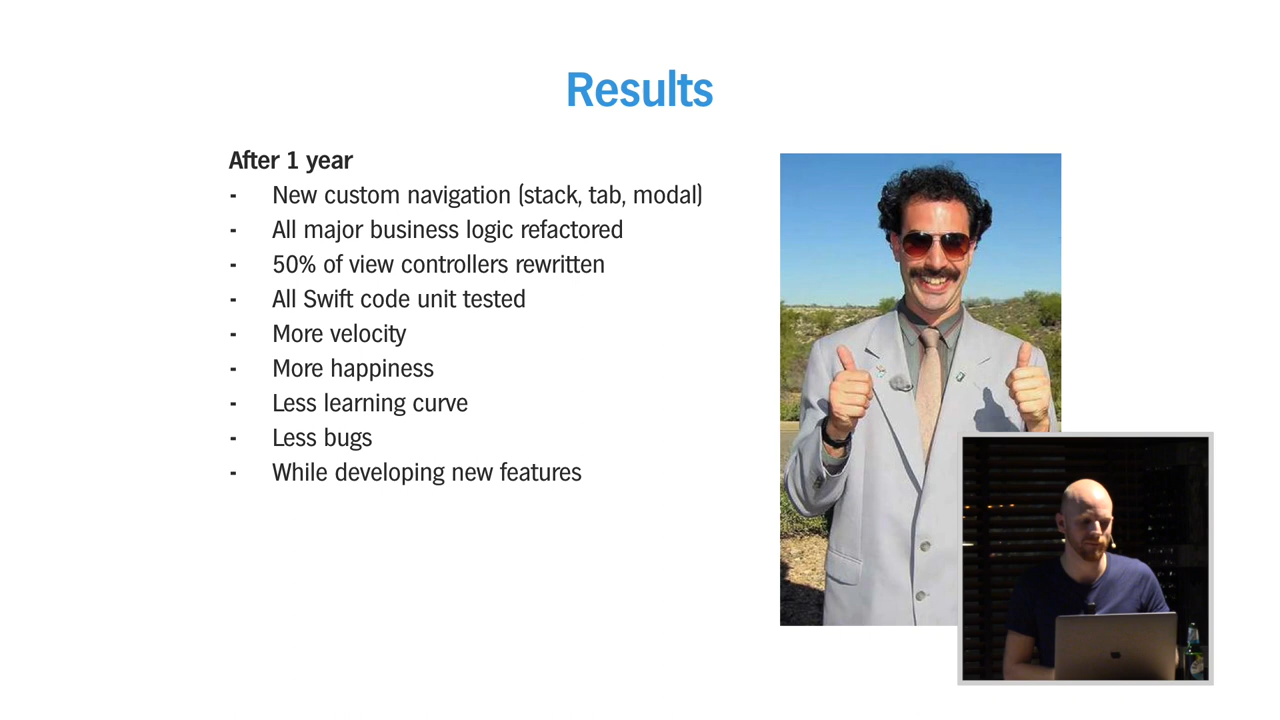 Results
After 1 year
- New custom navigation (stack, tab, modal)
- All major business logic refactored
- 50% of view controllers rewritten
- All Swift code unit tested
- More velocity
- More happiness
- Less learning curve
- Less bugs
- While developing new features